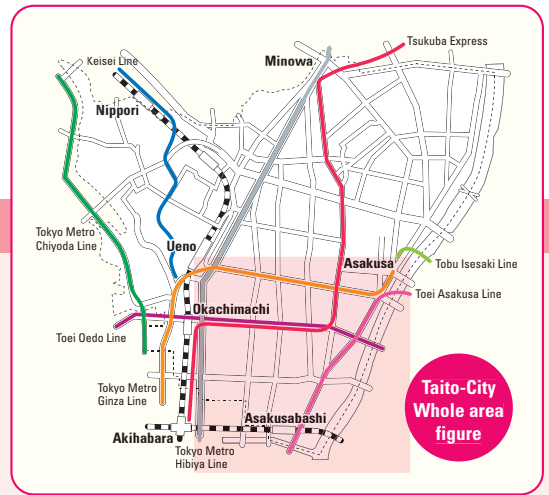 Tsukuba Express
Minowa
Keisei Line
Nippori
Tokyo Metro
Chiyoda Line
Ueno
Asakusa
Tobu Isesaki Line
Toei Asakusa Line
Okachimachi
Toei Oedo Line
Taito-City
Whole area
figure
Tokyo Metro
Ginza Line
Asakusabashi
Akihabara
Tokyo Metro
Hibiya Line